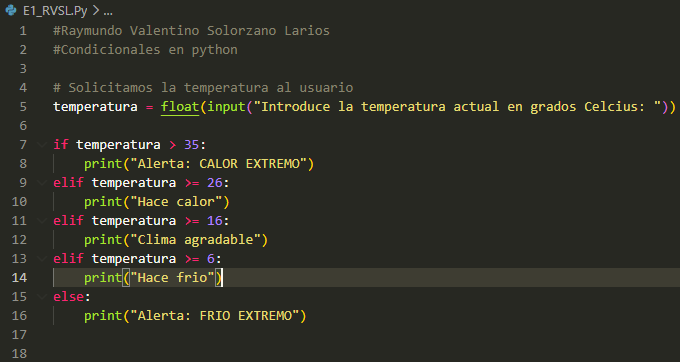 E1_RVSL.Py > ...
1 #Raymundo Valentino Solorzano Larios
2 #Condicionales en python
3
4 # Solicitamos la temperatura al usuario
5 temperatura = float(input("Introduce la temperatura actual en grados Celcius: "))
6
7 if temperatura > 35:
8     print("Alerta: CALOR EXTREMO")
9 elif temperatura >= 26:
10     print("Hace calor")
11 elif temperatura >= 16:
12     print("Clima agradable")
13 elif temperatura >= 6:
14     print("Hace frio")
15 else:
16     print("Alerta: FRIO EXTREMO")
17
18